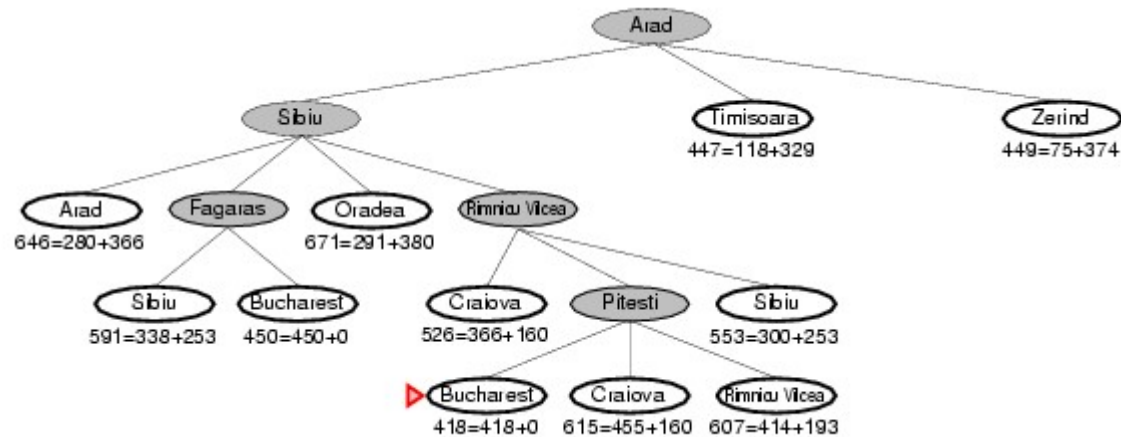 Arad
Sibiu
Timisoara
Zerind
447=118+329
449=75+374
Arad
Fagaras
Oradea
Rimnicu Vilcea
646=280+366
671=291+380
Sibiu
Bucharest
Craiova
Pitesti
Sibiu
591=338+253
450=450+0
526=366+160
553=300+253
Bucharest
Craiova
Rimnicu Vilcea
418=418+0
615=455+160
607=414+193